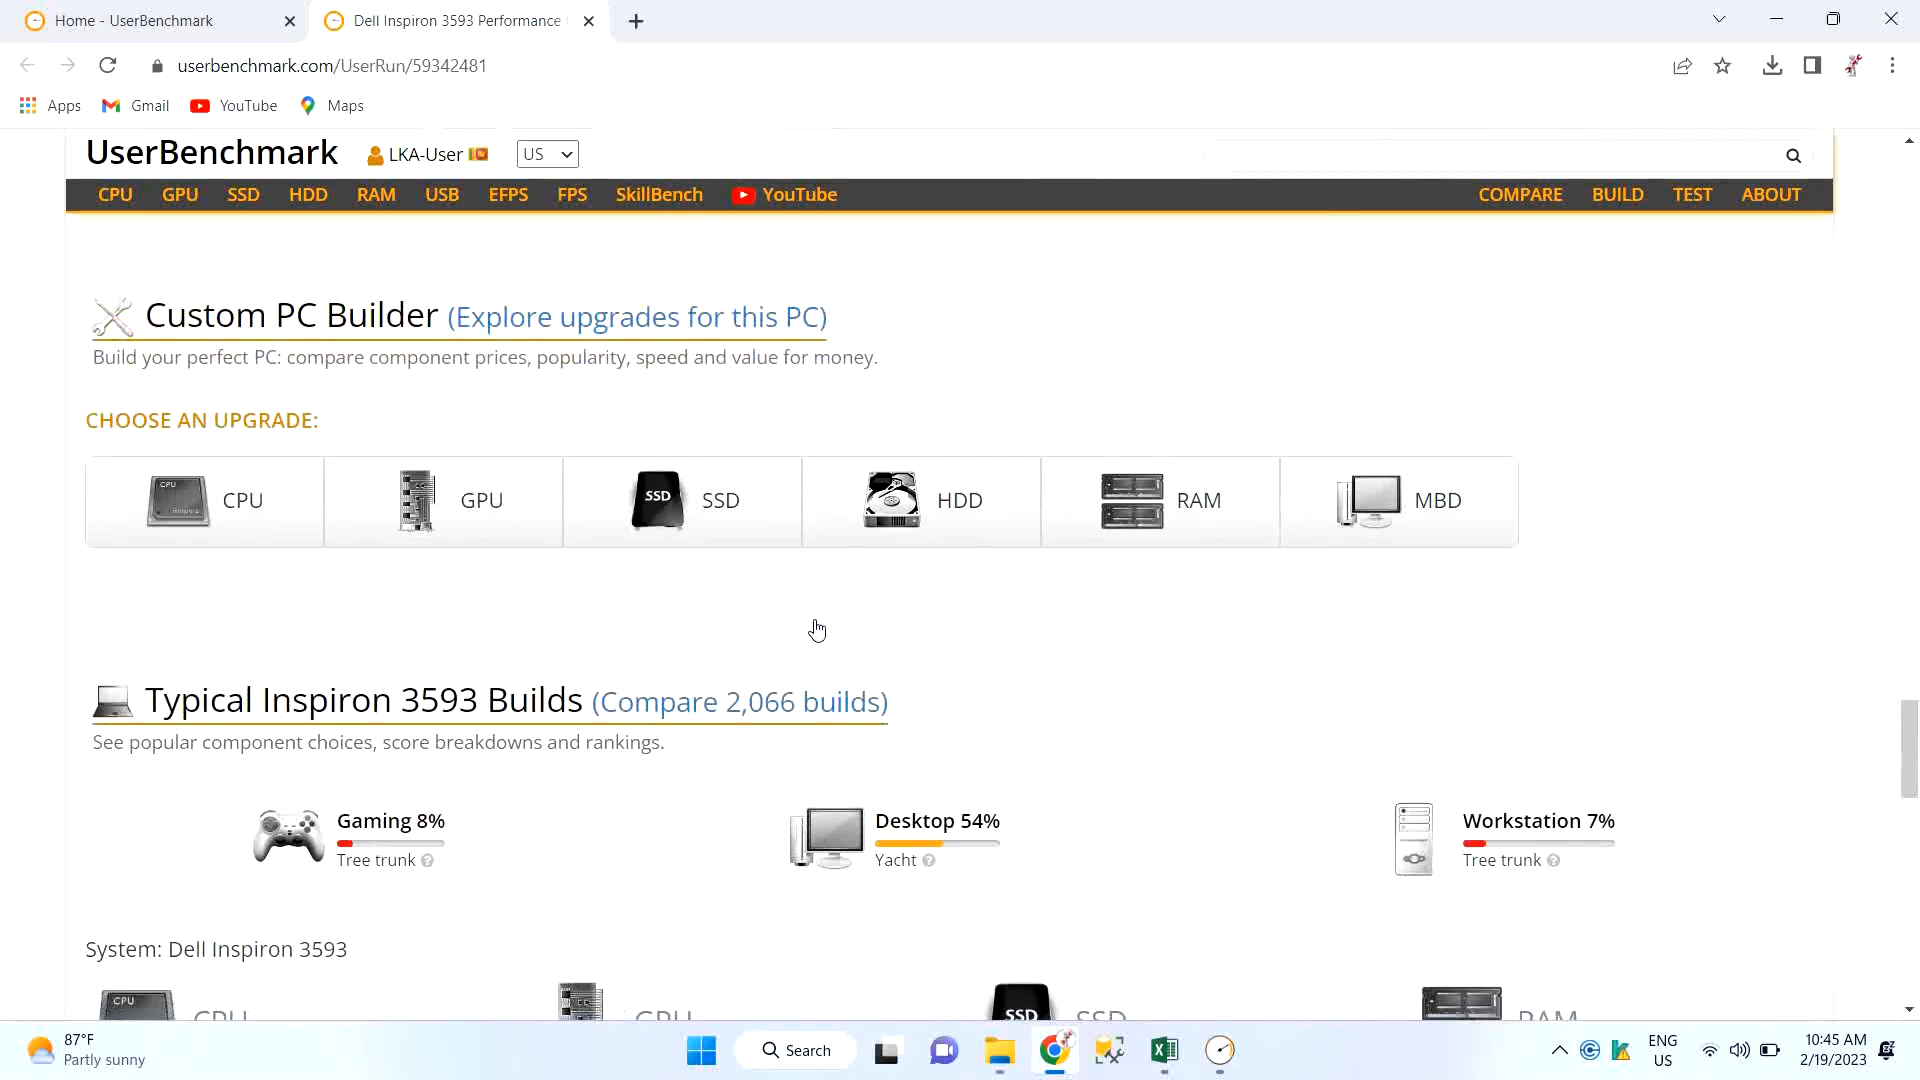 Home - UserBenchmark
Dell Inspiron 3593 Performance
userbenchmark.com/UserRun/59342481
Apps Gmail YouTube Maps
UserBenchmark LKA-User US
CPU GPU SSD HDD RAM USB EFPS FPS SkillBench YouTube COMPARE BUILD TEST ABOUT
Custom PC Builder (Explore upgrades for this PC)
Build your perfect PC: compare component prices, popularity, speed and value for money.
CHOOSE AN UPGRADE:
CPU CPU GPU SSD SSD HDD RAM MBD
Typical Inspiron 3593 Builds (Compare 2,066 builds)
See popular component choices, score breakdowns and rankings.
Gaming 8% Desktop 54% Workstation 7%
Tree trunk ? Yacht ? Tree trunk ?
System: Dell Inspiron 3593
CPU CPU GPU SSD SSD RAM
87°F
Partly sunny
Search
ENG
US
10:45 AM
2/19/2023